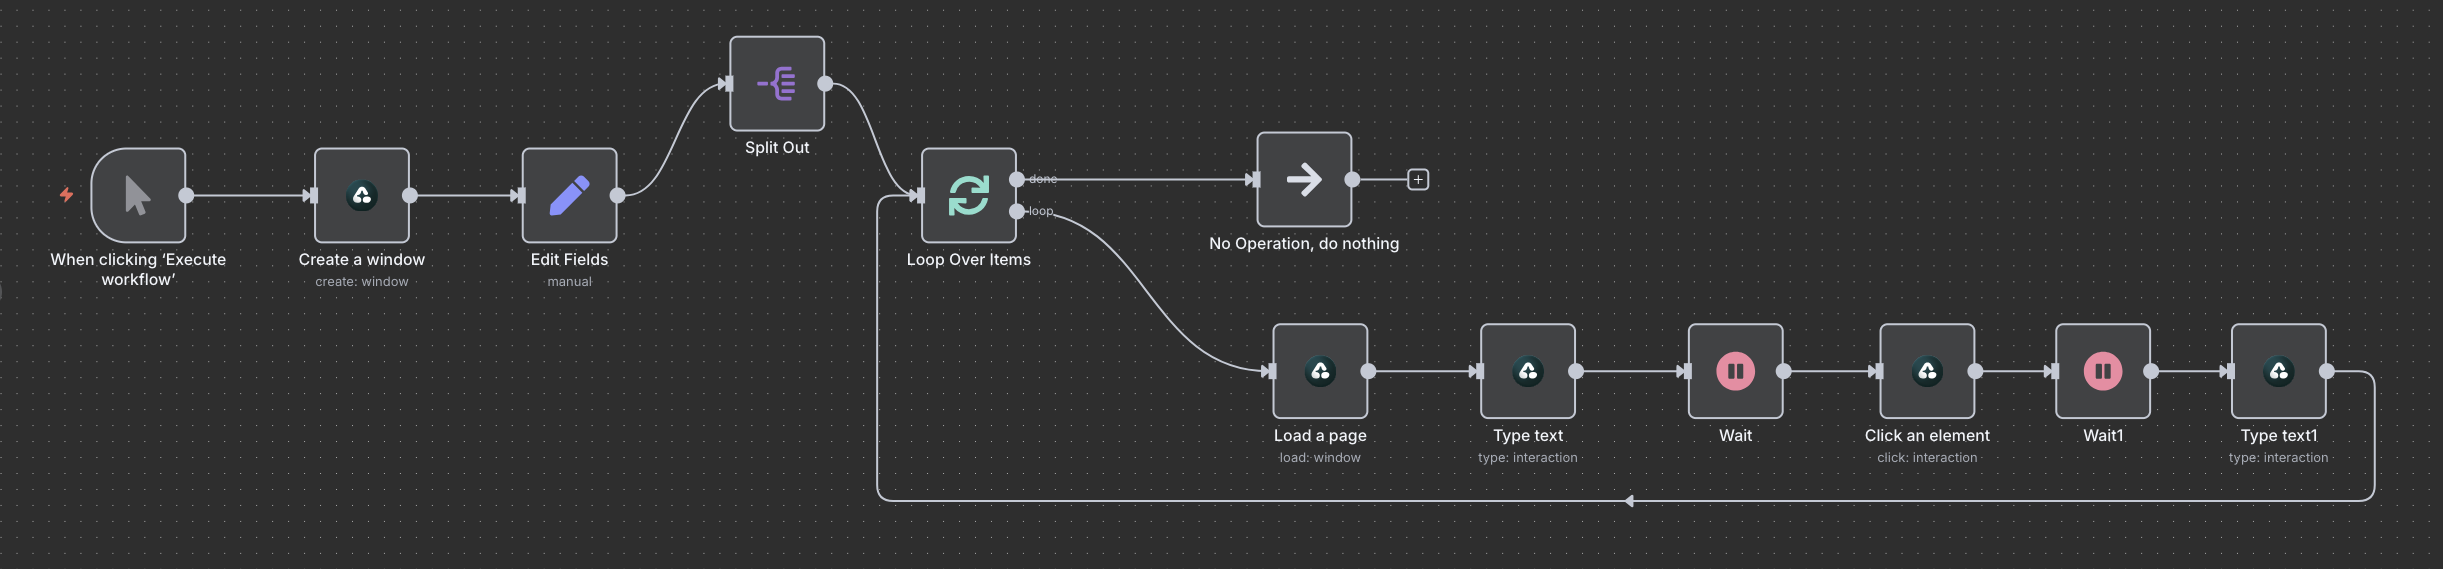 When clicking ‘Execute
workflow’
Create a window
create: window
Edit Fields
manual
Split Out
Loop Over Items
done
loop
No Operation, do nothing
Load a page
load: window
Type text
type: interaction
Wait
Click an element
click: interaction
Wait1
Type text1
type: interaction